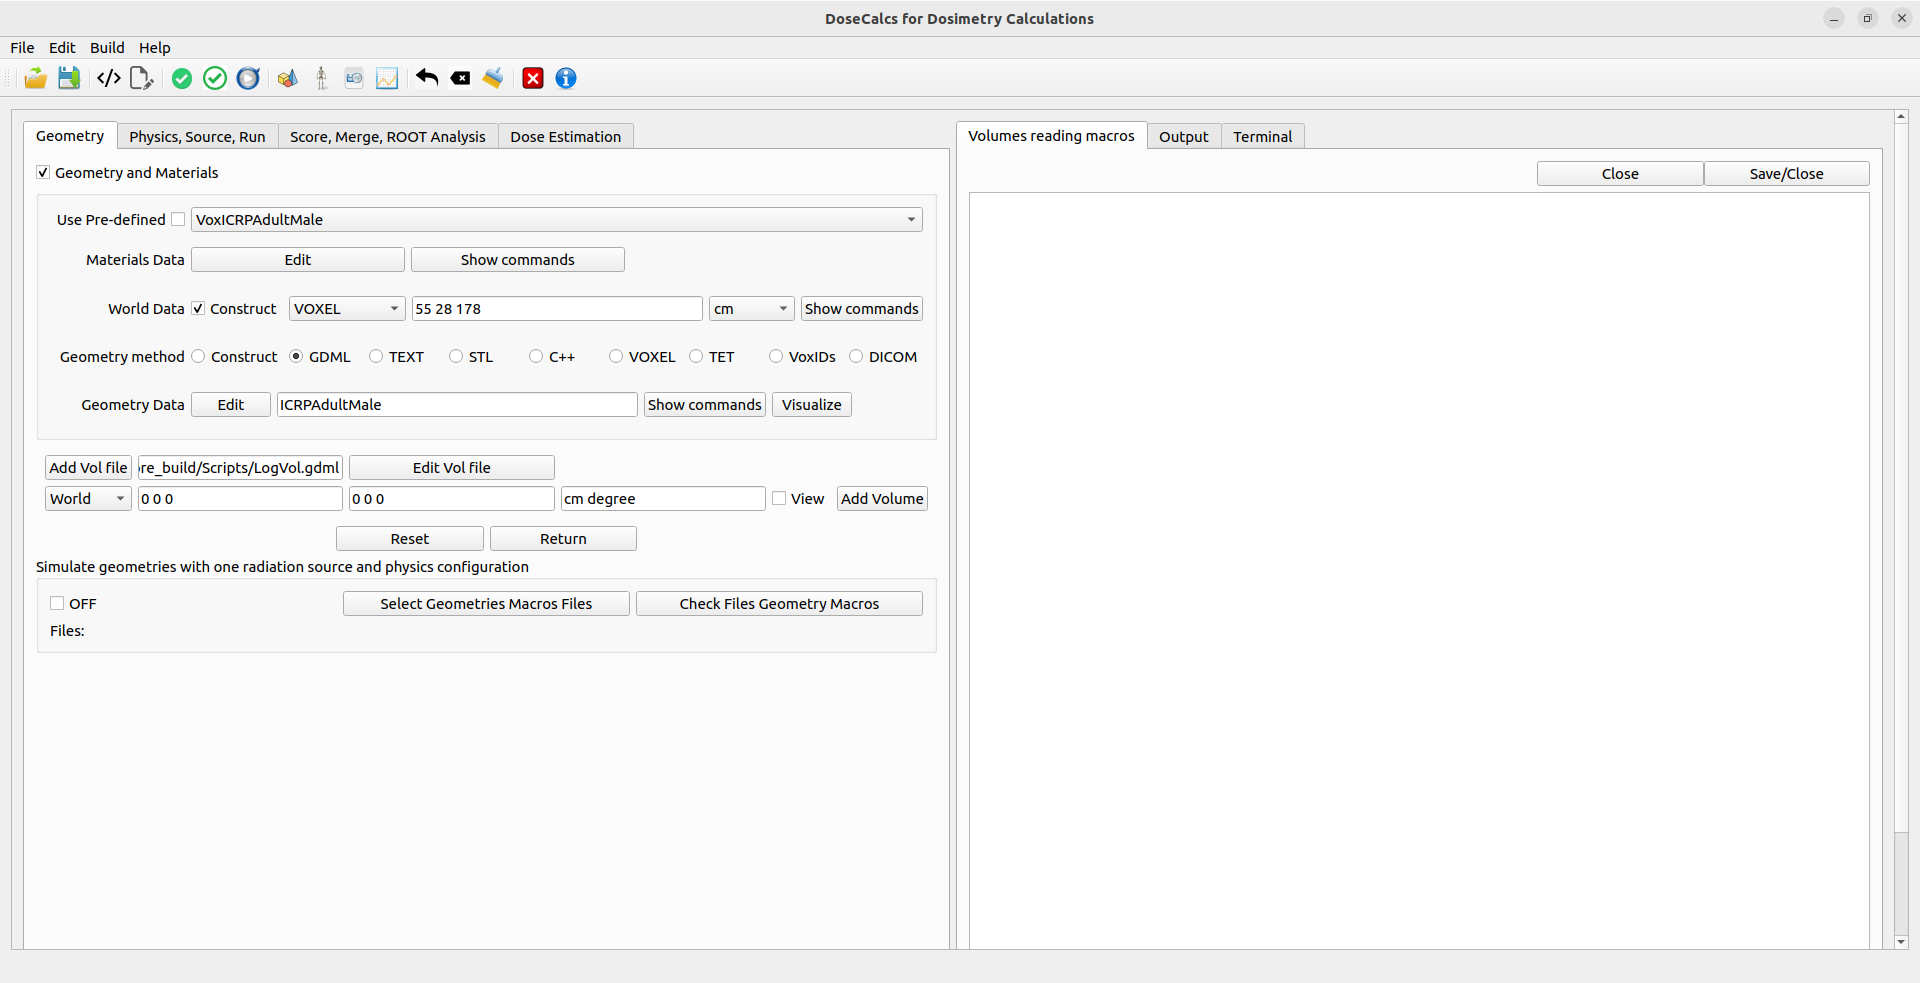 DoseCalcs for Dosimetry Calculations
File Edit Build Help
Geometry Physics, Source, Run Score, Merge, ROOT Analysis Dose Estimation
Geometry and Materials
Use Pre-defined VoxICRPAdultMale
Materials Data Edit Show commands
World Data Construct VOXEL 55 28 178 cm Show commands
Geometry method Construct GDML TEXT STL C++ VOXEL TET VoxIDs DICOM
Geometry Data Edit ICRPAdultMale Show commands Visualize
Add Vol file re_build/Scripts/LogVol.gdml Edit Vol file
World 0 0 0 0 0 0 cm degree View Add Volume
Reset Return
Simulate geometries with one radiation source and physics configuration
OFF Select Geometries Macros Files Check Files Geometry Macros
Files:
Volumes reading macros Output Terminal
Close Save/Close